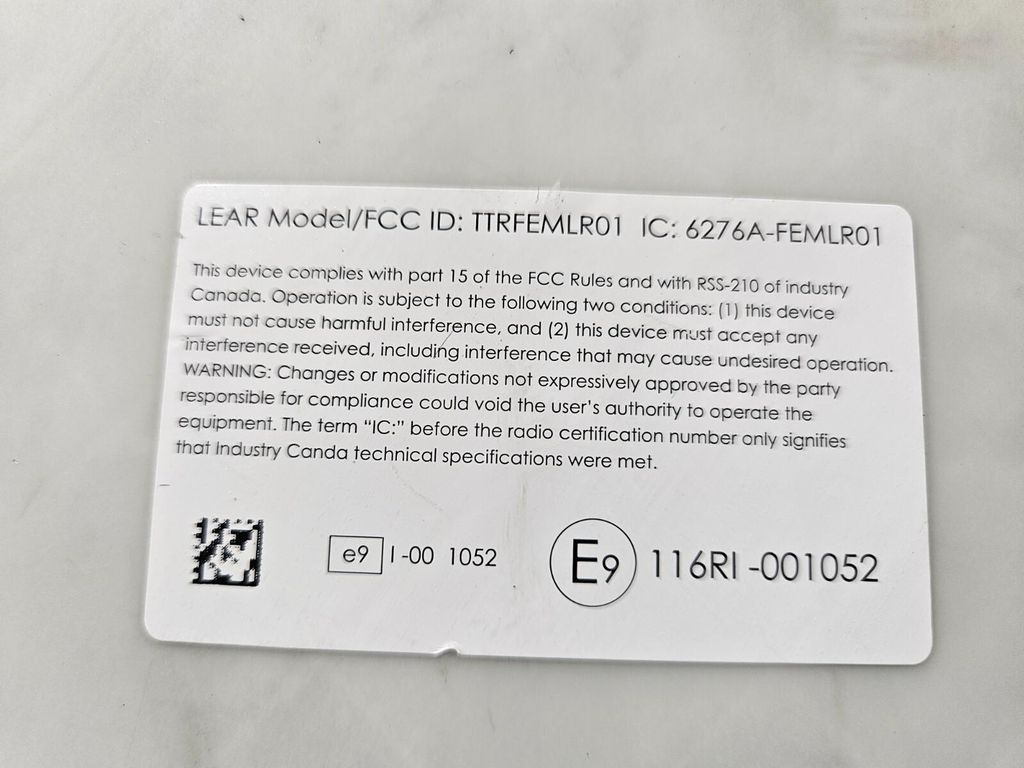 LEAR Model/FCC ID: TTRFEMLR01 IC: 6276A-FEMLR01
This device complies with part 15 of the FCC Rules and with RSS-210 of industry
Canada. Operation is subject to the following two conditions: (1) this device
must not cause harmful interference, and (2) this device must accept any
interference received, including interference that may cause undesired operation.
WARNING: Changes or modifications not expressively approved by the party
responsible for compliance could void the user's authority to operate the
equipment. The term "IC:" before the radio certification number only signifies
that Industry Canda technical specifications were met.
e9 I-00 1052 E9 116RI-001052